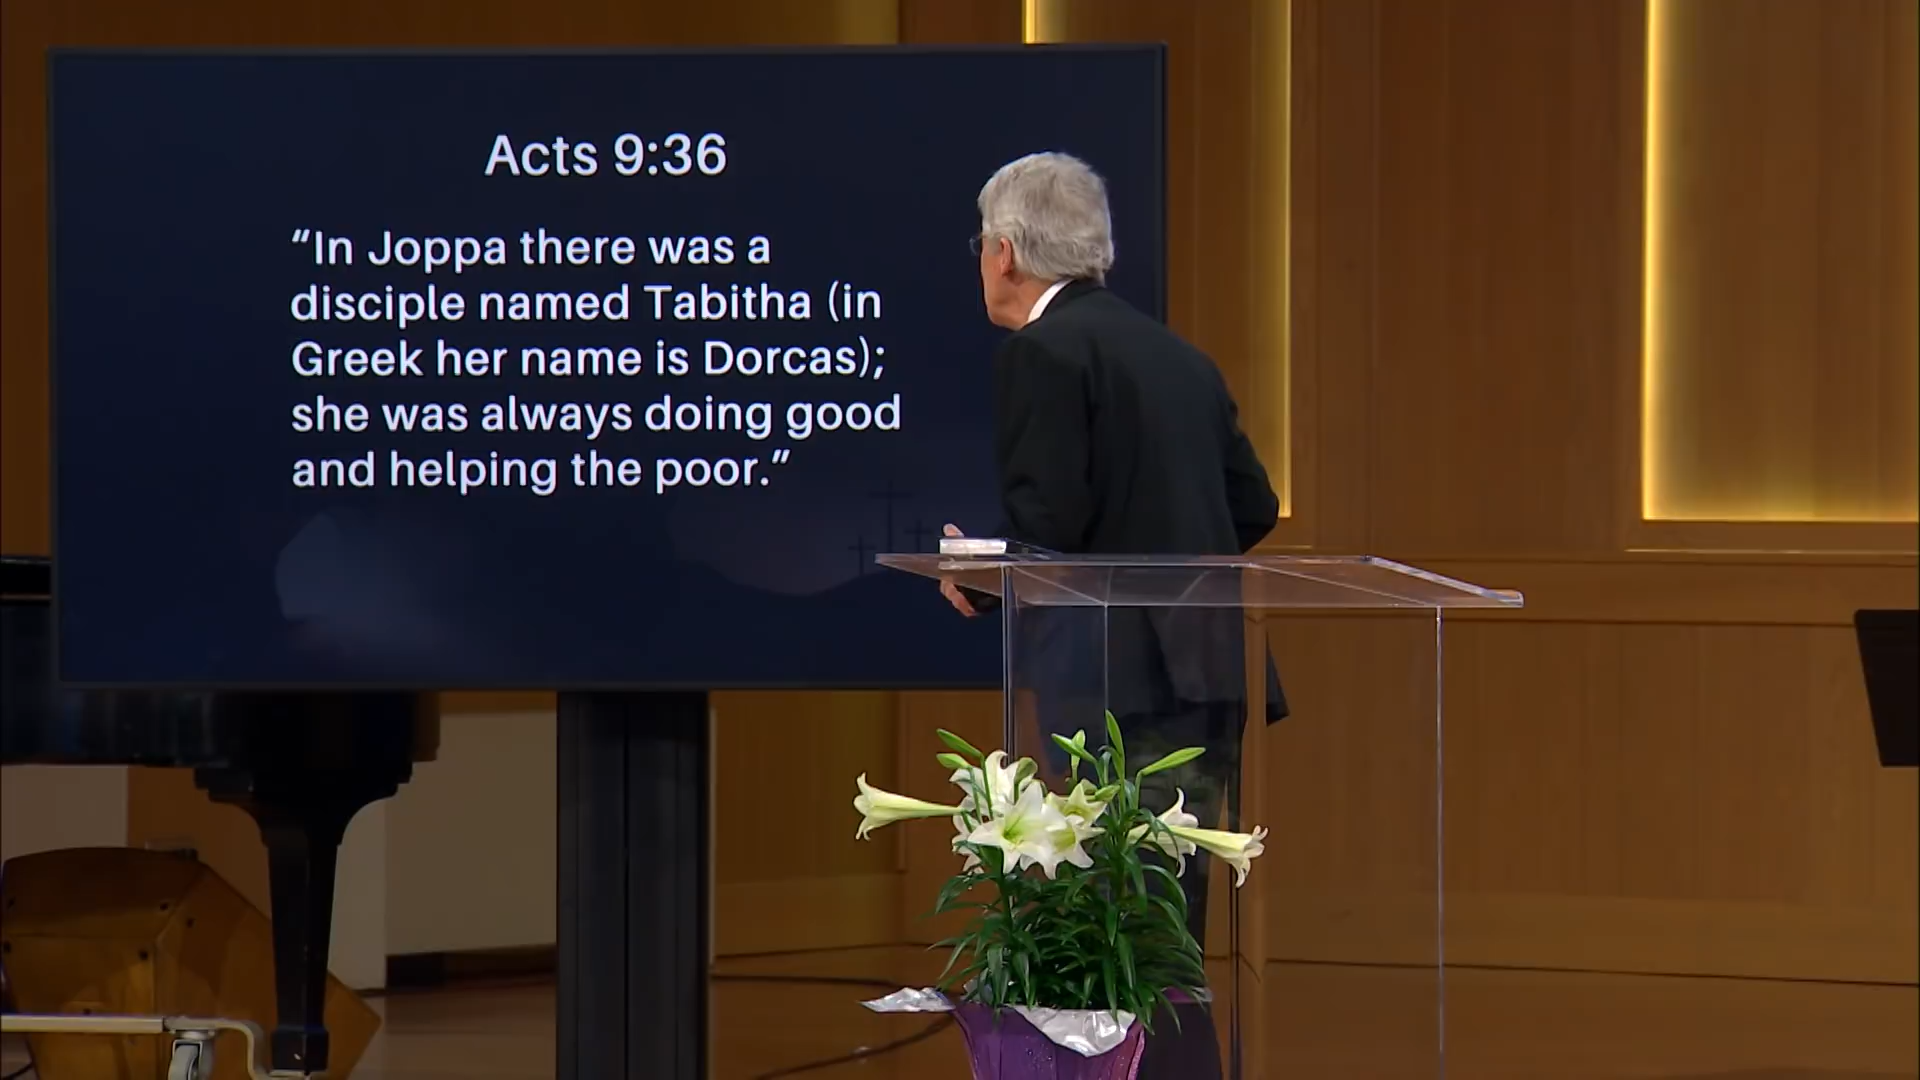 Acts 9:36
“In Joppa there was a
disciple named Tabitha (in
Greek her name is Dorcas);
she was always doing good
and helping the poor.”